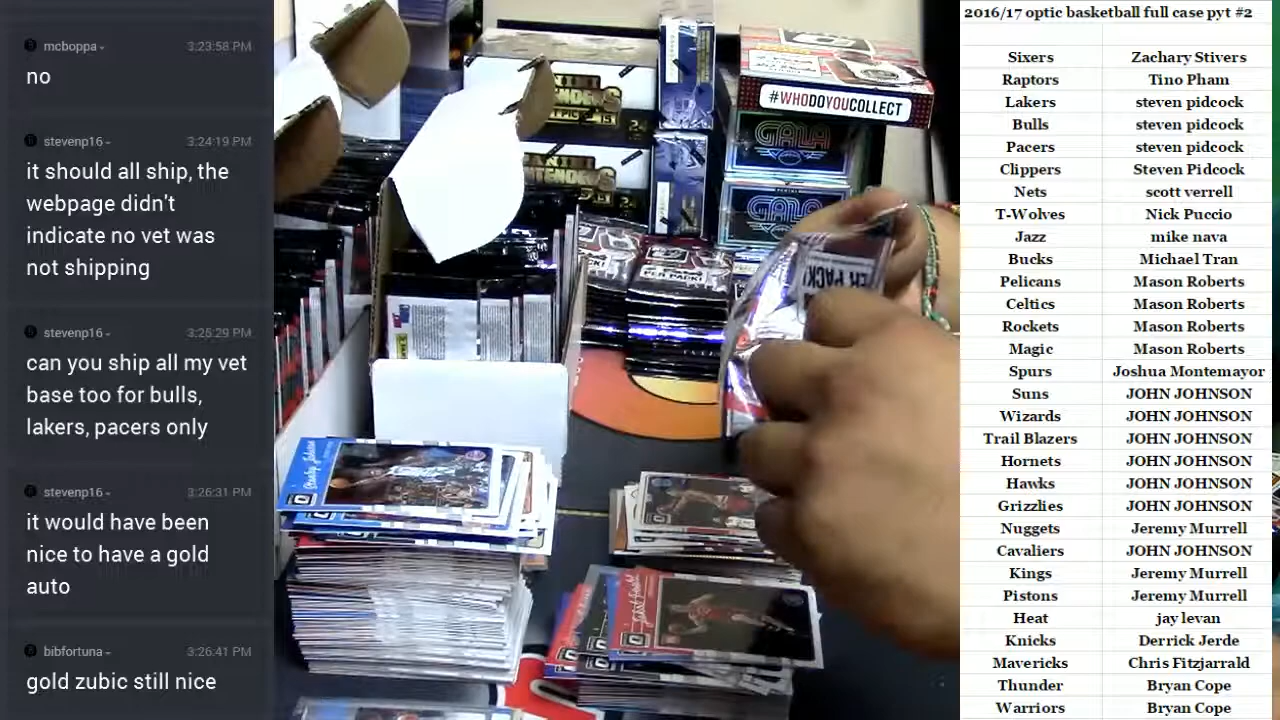 mcboppa 3:23:58 PM
no
stevenp16 3:24:19 PM
it should all ship, the
webpage didn't
indicate no vet was
not shipping
stevenp16 3:25:29 PM
can you ship all my vet
base too for bulls,
lakers, pacers only
stevenp16 3:26:31 PM
it would have been
nice to have a gold
auto
bibfortuna 3:26:41 PM
gold zubic still nice
#WHODOYOUCOLLECT
GALA
GALA
PER PACK!
2016/17 optic basketball full case pyt #2
Sixers Zachary Stivers
Raptors Tino Pham
Lakers steven pidcock
Bulls steven pidcock
Pacers steven pidcock
Clippers Steven Pidcock
Nets scott verrell
T-Wolves Nick Puccio
Jazz mike nava
Bucks Michael Tran
Pelicans Mason Roberts
Celtics Mason Roberts
Rockets Mason Roberts
Magic Mason Roberts
Spurs Joshua Montemayor
Suns JOHN JOHNSON
Wizards JOHN JOHNSON
Trail Blazers JOHN JOHNSON
Hornets JOHN JOHNSON
Hawks JOHN JOHNSON
Grizzlies JOHN JOHNSON
Nuggets Jeremy Murrell
Cavaliers JOHN JOHNSON
Kings Jeremy Murrell
Pistons Jeremy Murrell
Heat jay levan
Knicks Derrick Jerde
Mavericks Chris Fitzjarrald
Thunder Bryan Cope
Warriors Bryan Cope